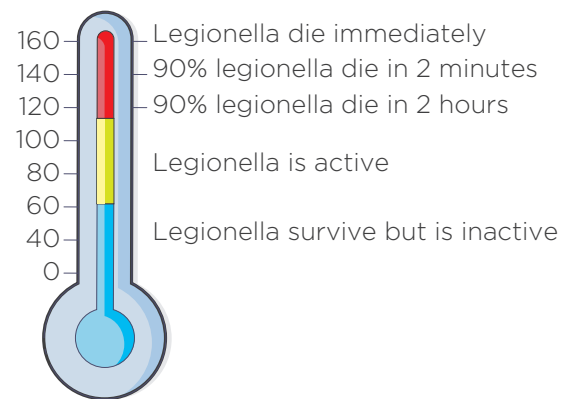 160 Legionella die immediately
140 90% legionella die in 2 minutes
120 90% legionella die in 2 hours
100
Legionella is active
80
60
Legionella survive but is inactive
40
0